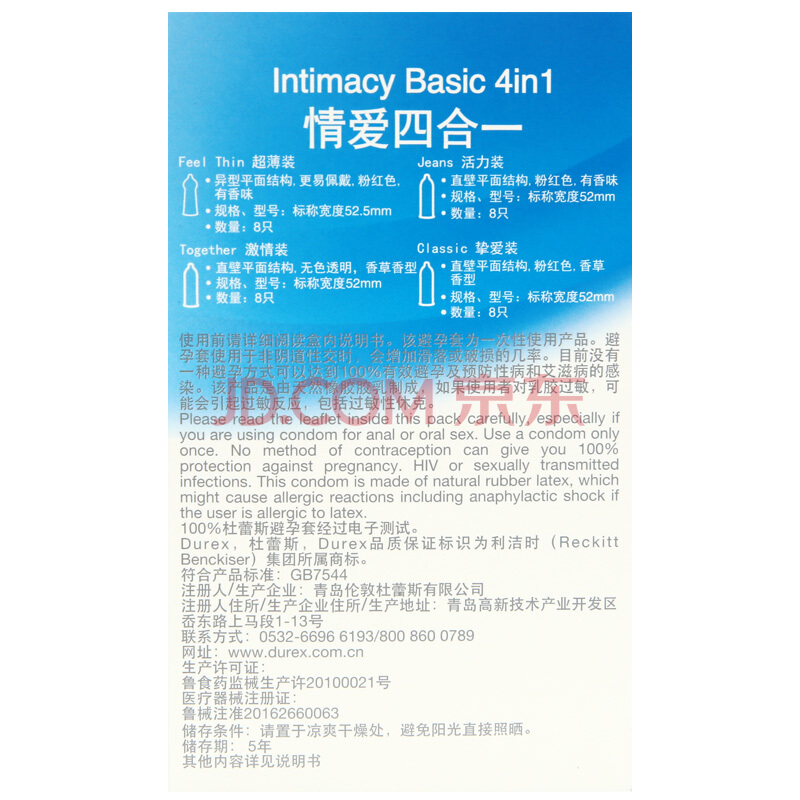 Intimacy Basic 4in1
情爱四合一
Feel Thin 超薄装
• 异型平面结构, 更易佩戴, 粉红色,
有香味
• 规格、型号: 标称宽度52.5mm
• 数量: 8只
Jeans 活力装
• 直壁平面结构, 粉红色, 有香味
• 规格、型号: 标称宽度52mm
• 数量: 8只
Together 激情装
• 直壁平面结构, 无色透明, 香草香型
• 规格、型号: 标称宽度52mm
• 数量: 8只
Classic 挚爱装
• 直壁平面结构, 粉红色, 香草
香型
• 规格、型号: 标称宽度52mm
• 数量: 8只
使用前请详细阅读盒内说明书。该避孕套为一次性使用产品。避
孕套使用于非阴道性交时, 会增加滑落或破损的几率。目前没有
一种避孕方式可以达到100%有效避孕及预防性病和艾滋病的感
染。该产品是由天然橡胶胶乳制成, 如果使用者对乳胶过敏, 可
能会引起过敏反应, 包括过敏性休克。
JD.COM 京东
Please read the leaflet inside this pack carefully, especially if
you are using condom for anal or oral sex. Use a condom only
once. No method of contraception can give you 100%
protection against pregnancy. HIV or sexually transmitted
infections. This condom is made of natural rubber latex, which
might cause allergic reactions including anaphylactic shock if
the user is allergic to latex.
100%杜蕾斯避孕套经过电子测试。
Durex, 杜蕾斯, Durex品质保证标识为利洁时 (Reckitt
Benckiser) 集团所属商标。
符合产品标准: GB7544
注册人/生产企业: 青岛伦敦杜蕾斯有限公司
注册人住所/生产企业住所/生产地址: 青岛高新技术产业开发区
岙东路上马段1-13号
联系方式: 0532-6696 6193/800 860 0789
网址: www.durex.com.cn
生产许可证:
鲁食药监械生产许20100021号
医疗器械注册证:
鲁械注准20162660063
储存条件: 请置于凉爽干燥处, 避免阳光直接照晒。
储存期: 5年
其他内容详见说明书